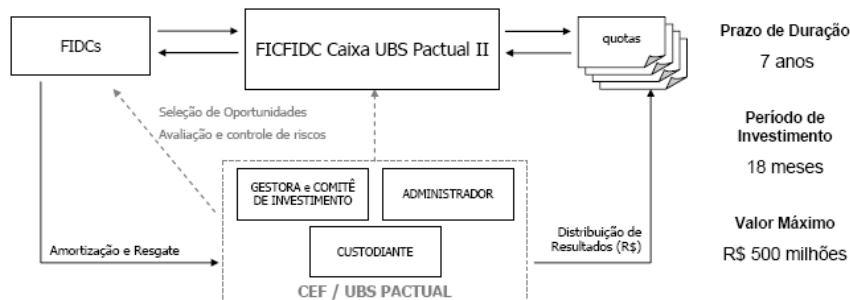 FIDCs
FICFIDC Caixa UBS Pactual II
quotas
Prazo de Duração
7 anos
Seleção de Oportunidades
Avaliação e controle de riscos
Período de
Investimento
18 meses
GESTORA e COMITÊ
DE INVESTIMENTO
ADMINISTRADOR
CUSTODIANTE
Amortização e Resgate
Distribuição de
Resultados (R$)
Valor Máximo
R$ 500 milhões
CEF / UBS PACTUAL